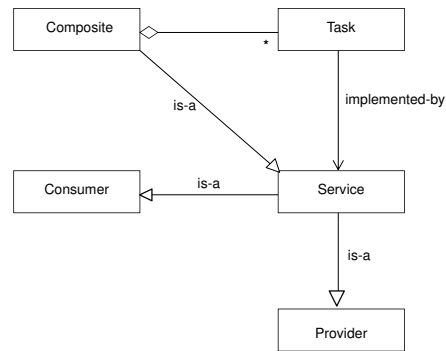 Composite
Task
*
implemented-by
is-a
Consumer
is-a
Service
is-a
Provider